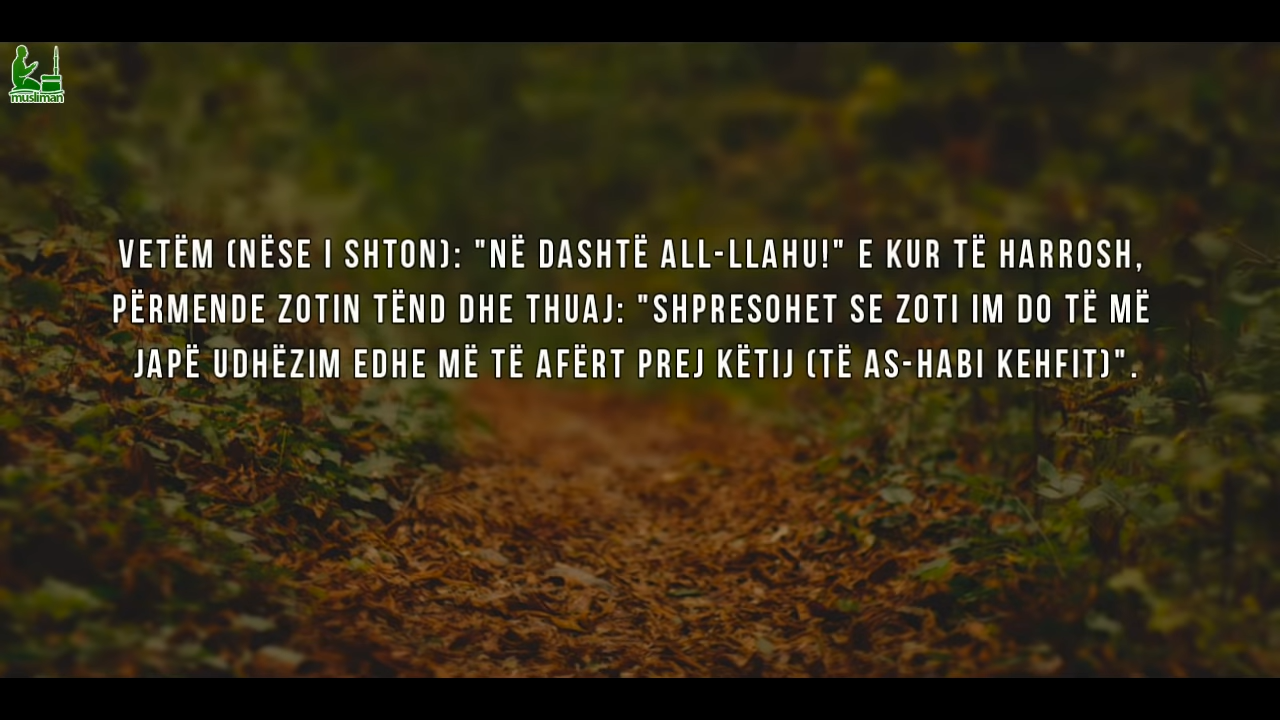 musliman
VETËM (NËSE I SHTON): "NË DASHTË ALL-LLAHU!" E KUR TË HARROSH,
PËRMENDE ZOTIN TËND DHE THUAJ: "SHPRESOHET SE ZOTI IM DO TË MË
JAPË UDHËZIM EDHE MË TË AFËRT PREJ KËTIJ (TË AS-HABI KEHFIT)".